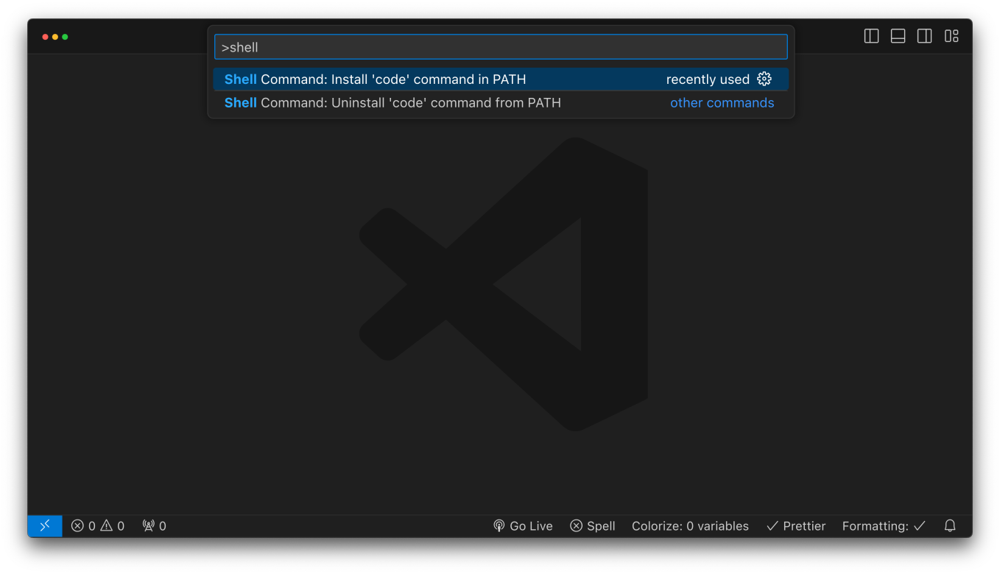 >shell
Shell Command: Install 'code' command in PATH recently used
Shell Command: Uninstall 'code' command from PATH other commands
0 0 0 Go Live Spell Colorize: 0 variables Prettier Formatting: